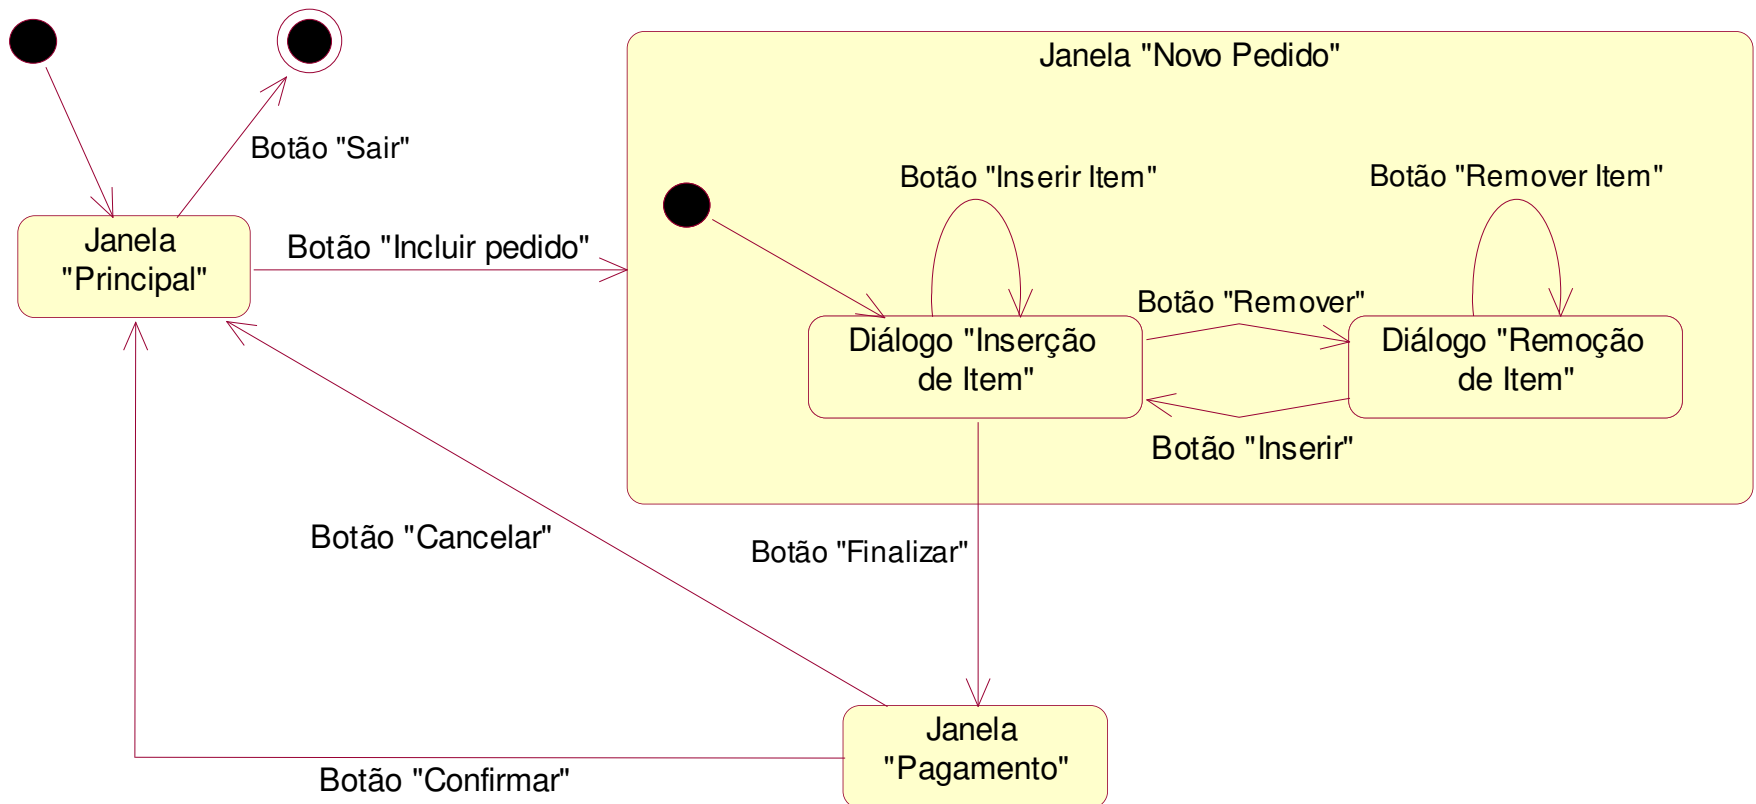 Janela "Novo Pedido"
Botão "Sair"
Botão "Inserir Item"
Botão "Remover Item"
Janela
"Principal"
Botão "Incluir pedido"
Botão "Remover"
Diálogo "Inserção
de Item"
Diálogo "Remoção
de Item"
Botão "Inserir"
Botão "Cancelar"
Botão "Finalizar"
Janela
"Pagamento"
Botão "Confirmar"